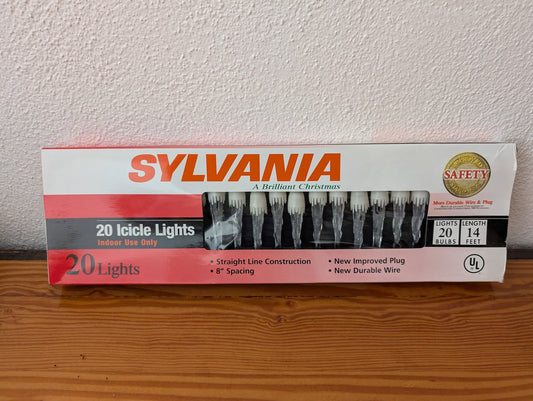 SYLVANIA
A Brilliant Christmas
SAFETY
More Durable Wire & Plug
20 Icicle Lights
Indoor Use Only
LIGHTS
20
BULBS
LENGTH
14
FEET
20 Lights
• Straight Line Construction
• 8" Spacing
• New Improved Plug
• New Durable Wire
UL